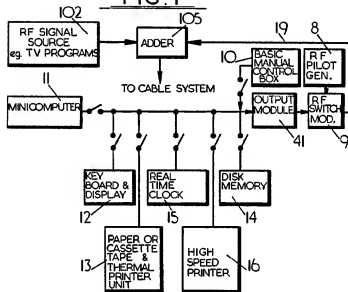 FIG. 1
102
RF SIGNAL
SOURCE
eg. TV PROGRAMS
105
ADDER
19
8
10
BASIC
MANUAL
CONTROL
BOX
RF
PILOT
GEN.
11
TO CABLE SYSTEM
MINICOMPUTER
OUTPUT
MODULE
RF
SWITCH
MOD.
41
9
KEY
BOARD &
DISPLAY
REAL
TIME
CLOCK
DISK
MEMORY
12
15
14
PAPER OR
CASSETTE
TAPE &
THERMAL
PRINTER
UNIT
HIGH
SPEED
PRINTER
13
16